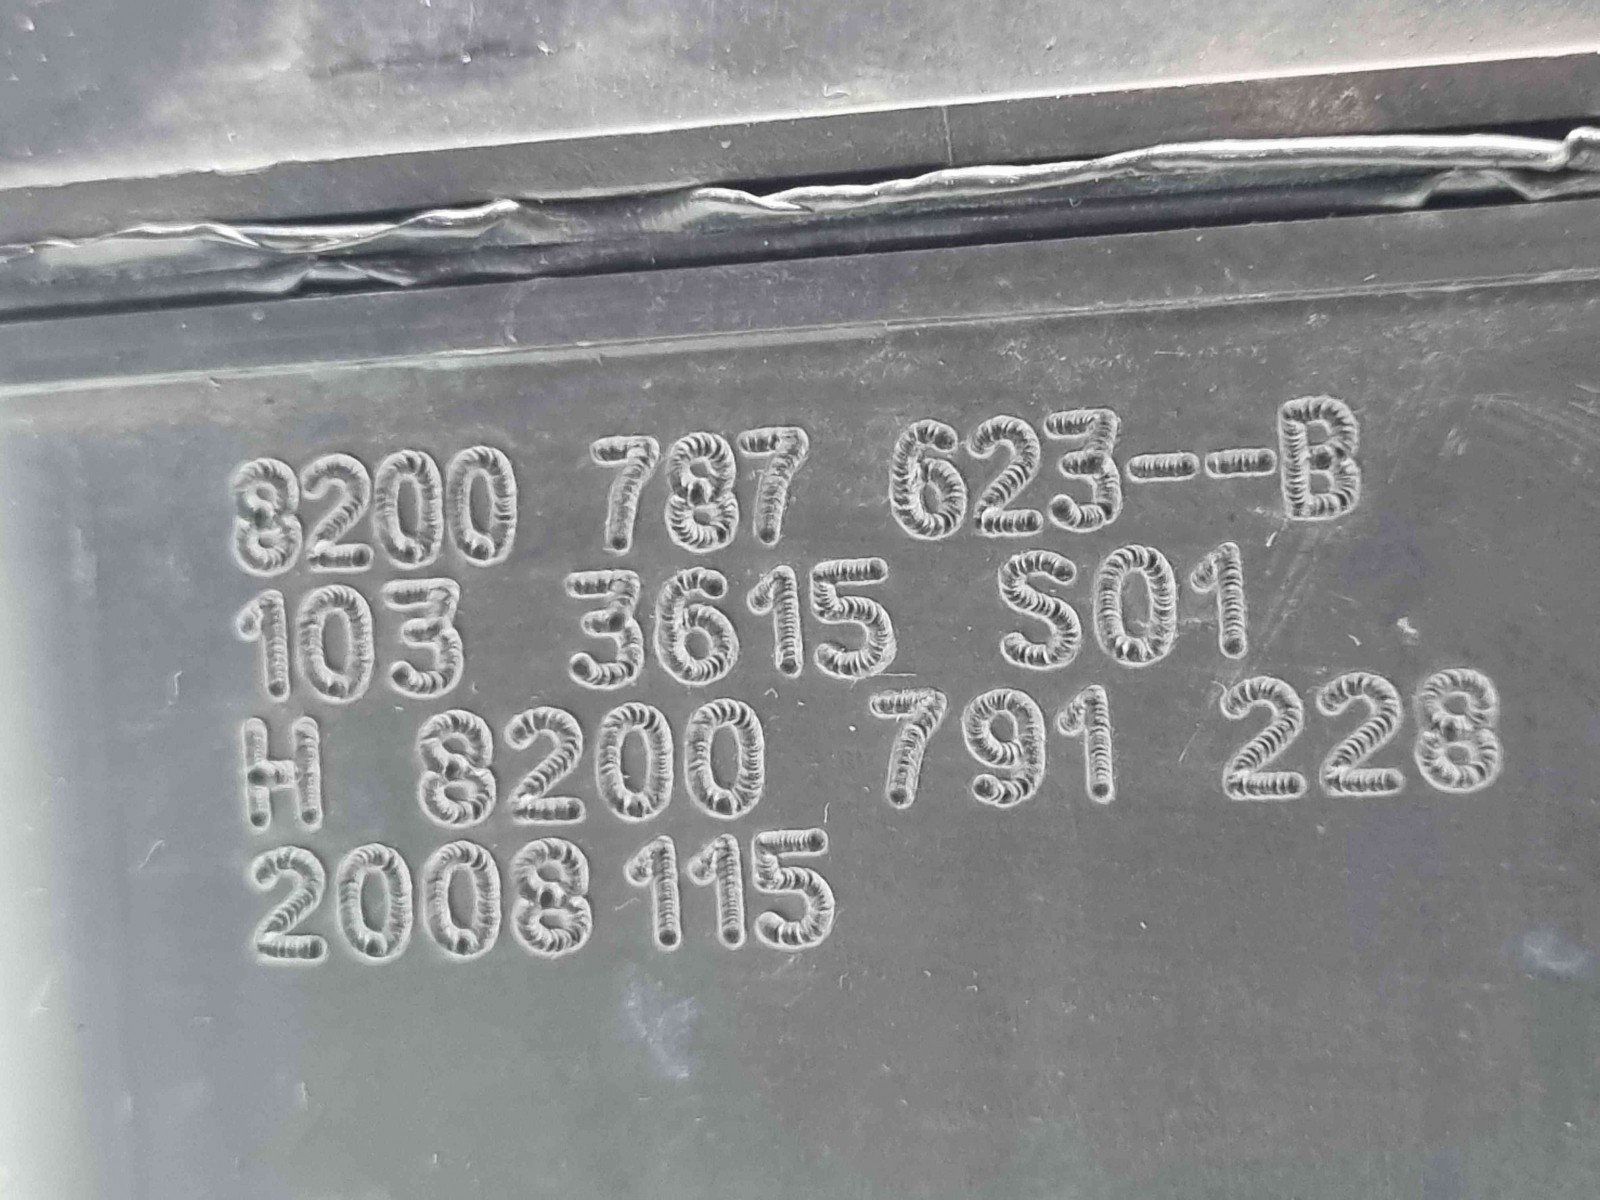 8200 787 623--B
103 3615 S01
H 8200 791 228
2008 115